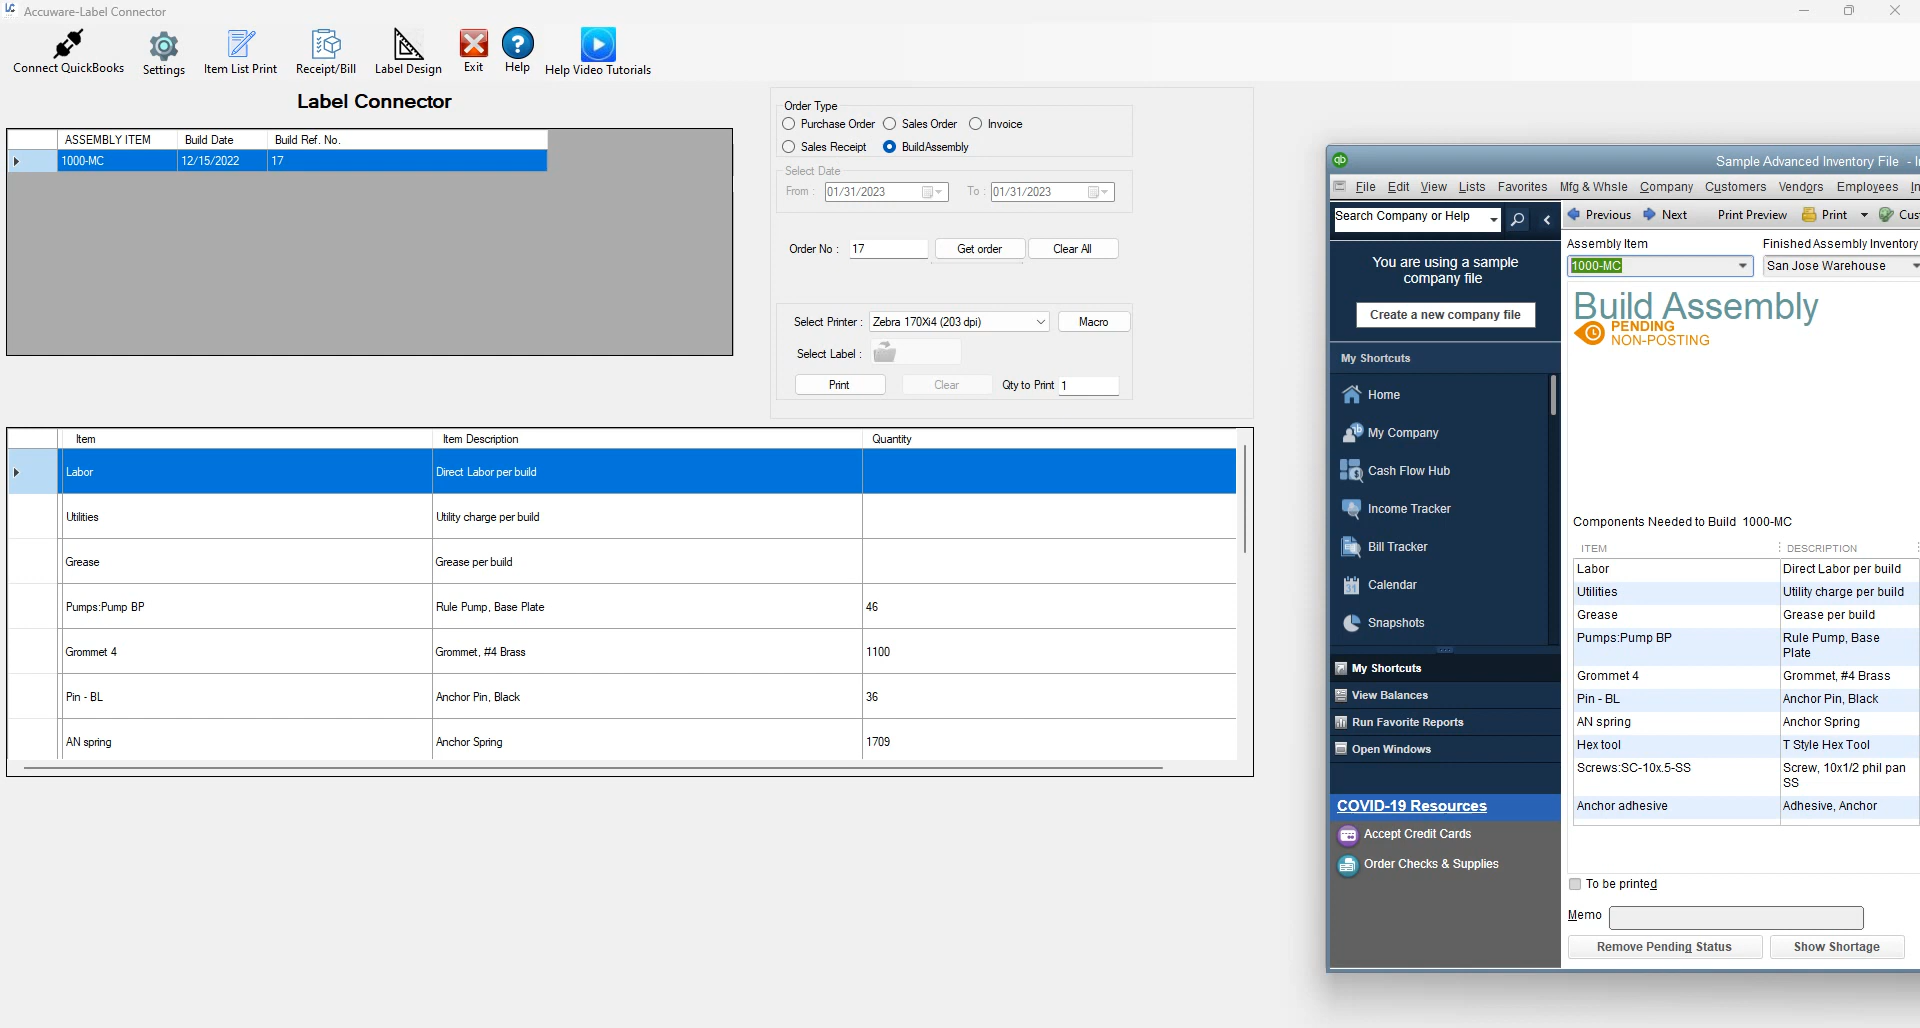 Accuware-Label Connector
Connect QuickBooks
Settings
Item List Print
Receipt/Bill
Label Design
Exit
Help
Help Video Tutorials
Label Connector
ASSEMBLY ITEM Build Date Build Ref. No.
1000-MC 12/15/2022 17
Order Type
Purchase Order Sales Order Invoice
Sales Receipt BuildAssembly
Select Date
From : 01/31/2023 To : 01/31/2023
Order No : 17 Get order Clear All
Select Printer : Zebra 170Xi4 (203 dpi) Macro
Select Label :
Print Clear Qty to Print 1
Item Item Description Quantity
Labor Direct Labor per build
Utilities Utility charge per build
Grease Grease per build
Pumps:Pump BP Rule Pump, Base Plate 46
Grommet 4 Grommet, #4 Brass 1100
Pin - BL Anchor Pin, Black 36
AN spring Anchor Spring 1709
qb
Sample Advanced Inventory File - I
File Edit View Lists Favorites Mfg & Whsle Company Customers Vendors Employees In
Search Company or Help
Previous Next Print Preview Print Cus
You are using a sample
company file
Create a new company file
My Shortcuts
Home
My Company
Cash Flow Hub
Income Tracker
Bill Tracker
Calendar
Snapshots
My Shortcuts
View Balances
Run Favorite Reports
Open Windows
COVID-19 Resources
Accept Credit Cards
Order Checks & Supplies
Assembly Item Finished Assembly Inventory
1000-MC San Jose Warehouse
Build Assembly
PENDING
NON-POSTING
Components Needed to Build 1000-MC
ITEM DESCRIPTION
Labor Direct Labor per build
Utilities Utility charge per build
Grease Grease per build
Pumps:Pump BP Rule Pump, Base
Plate
Grommet 4 Grommet, #4 Brass
Pin - BL Anchor Pin, Black
AN spring Anchor Spring
Hex tool T Style Hex Tool
Screws:SC-10x.5-SS Screw, 10x1/2 phil pan
SS
Anchor adhesive Adhesive, Anchor
To be printed
Memo
Remove Pending Status Show Shortage